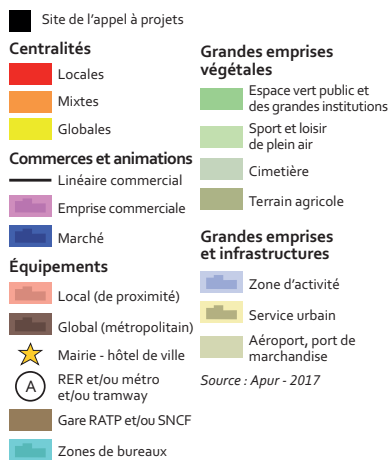 Site de l'appel à projets
Centralités
Locales
Mixtes
Globales
Commerces et animations
Linéaire commercial
Emprise commerciale
Marché
Équipements
Local (de proximité)
Global (métropolitain)
Mairie - hôtel de ville
A
RER et/ou métro
et/ou tramway
Gare RATP et/ou SNCF
Zones de bureaux
Grandes emprises
végétales
Espace vert public et
des grandes institutions
Sport et loisir
de plein air
Cimetière
Terrain agricole
Grandes emprises
et infrastructures
Zone d'activité
Service urbain
Aéroport, port de
marchandise
Source : Apur - 2017